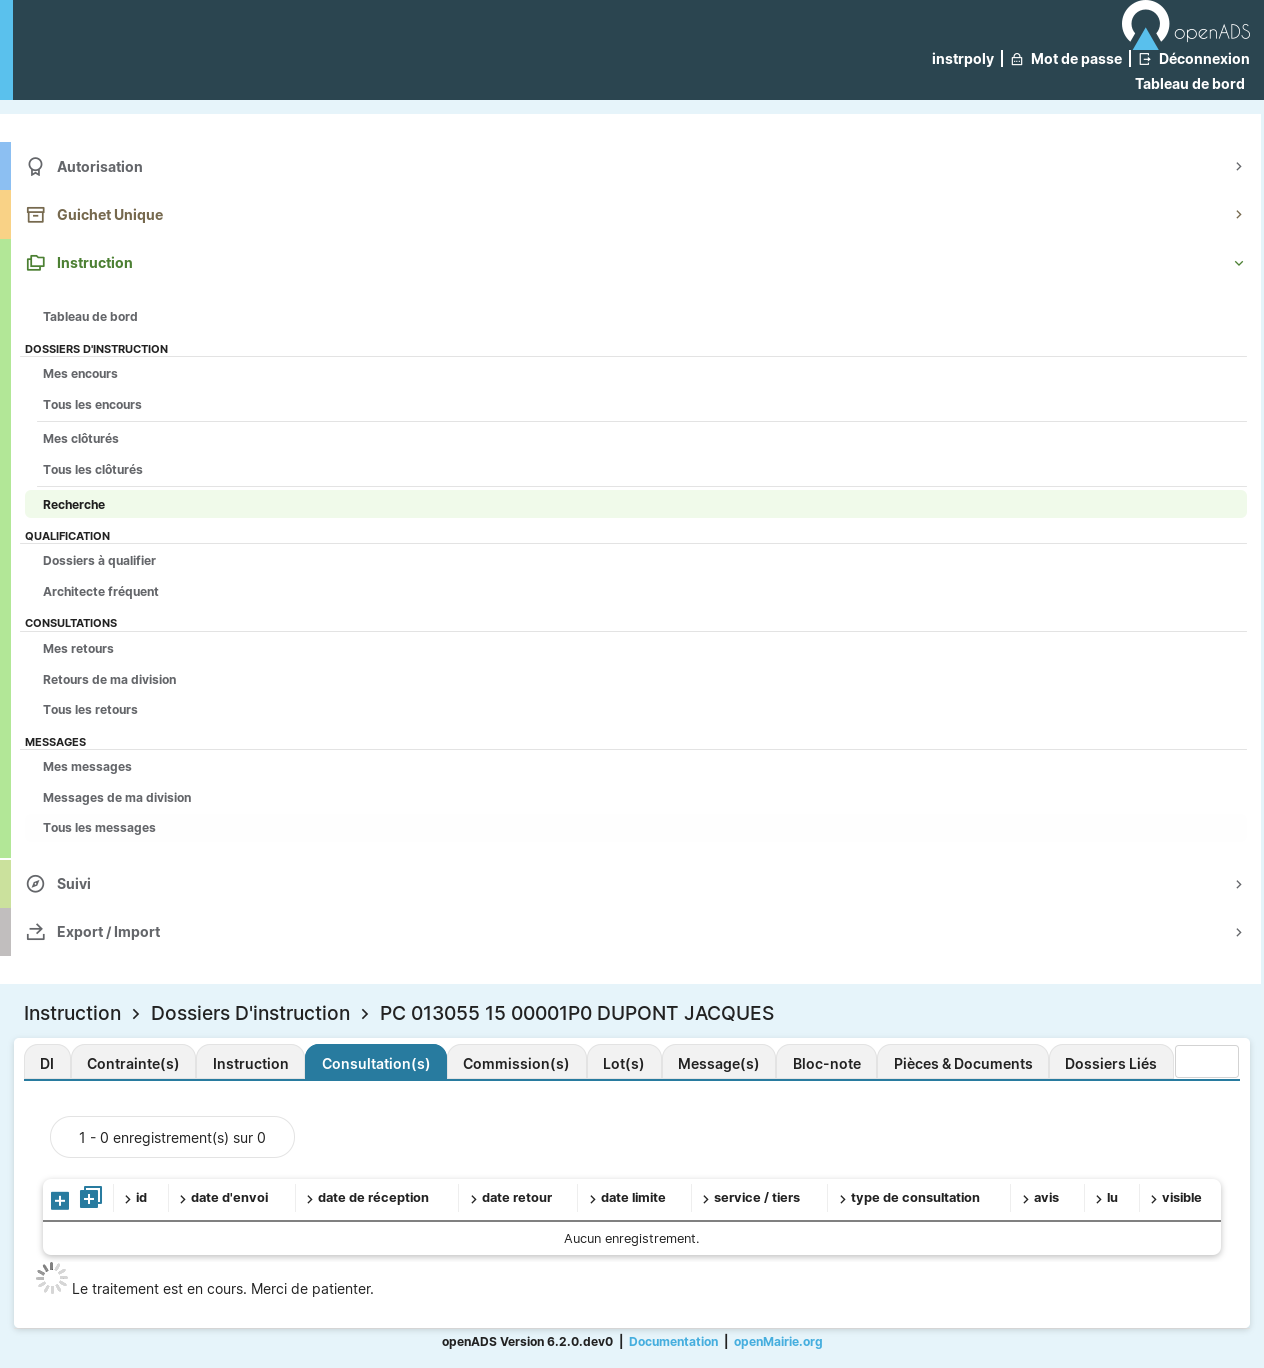 openADS
instrpoly | Mot de passe | Déconnexion
Tableau de bord
Autorisation
Guichet Unique
Instruction
Tableau de bord
DOSSIERS D'INSTRUCTION
Mes encours
Tous les encours
Mes clôturés
Tous les clôturés
Recherche
QUALIFICATION
Dossiers à qualifier
Architecte fréquent
CONSULTATIONS
Mes retours
Retours de ma division
Tous les retours
MESSAGES
Mes messages
Messages de ma division
Tous les messages
Suivi
Export / Import
Instruction > Dossiers D'instruction > PC 013055 15 00001P0 DUPONT JACQUES
DI Contrainte(s) Instruction Consultation(s) Commission(s) Lot(s) Message(s) Bloc-note Pièces & Documents Dossiers Liés
1 - 0 enregistrement(s) sur 0
id date d'envoi date de réception date retour date limite service / tiers type de consultation avis lu visible
Aucun enregistrement.
Le traitement est en cours. Merci de patienter.
openADS Version 6.2.0.dev0 | Documentation | openMairie.org